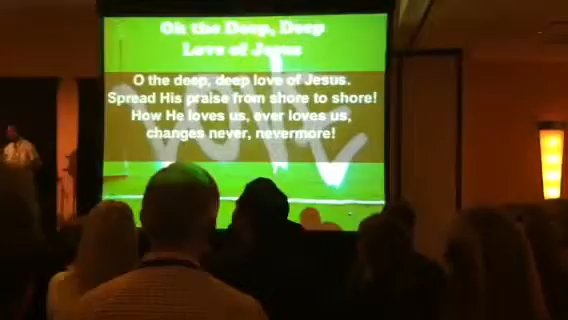 Oh the Deep, Deep
Love of Jesus
O the deep, deep love of Jesus.
Spread His praise from shore to shore!
How He loves us, ever loves us,
changes never, nevermore!
LOVE